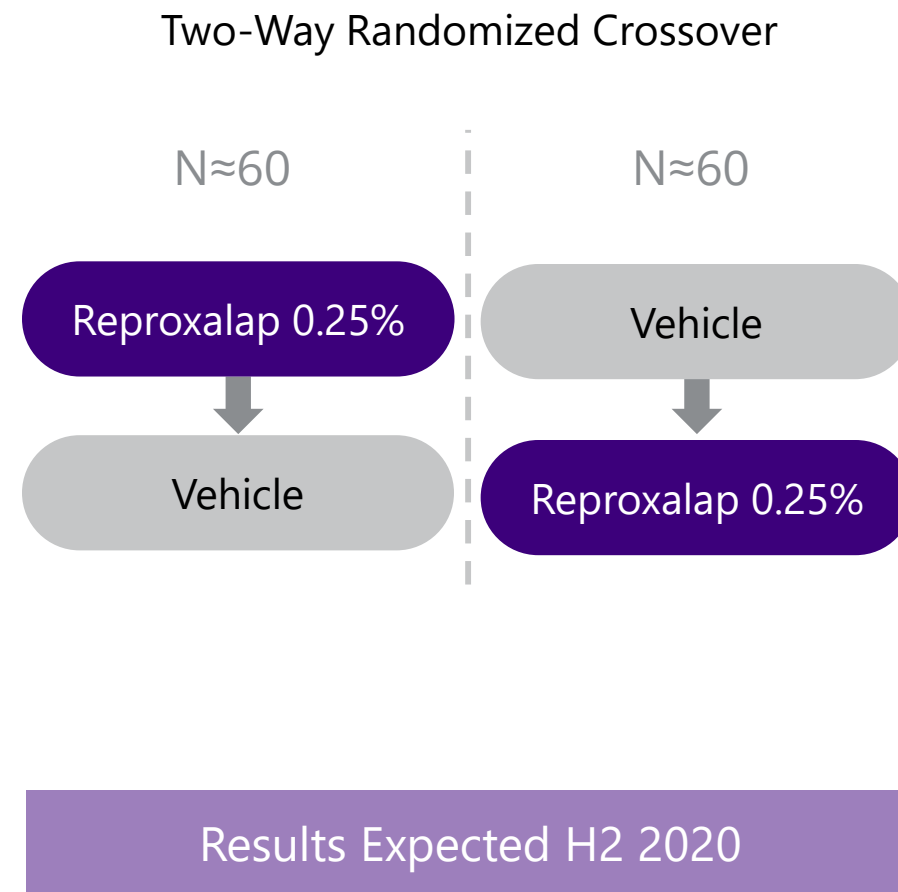 Two-Way Randomized Crossover
N≈60
Reproxalap 0.25%
Vehicle
N≈60
Vehicle
Reproxalap 0.25%
Results Expected H2 2020